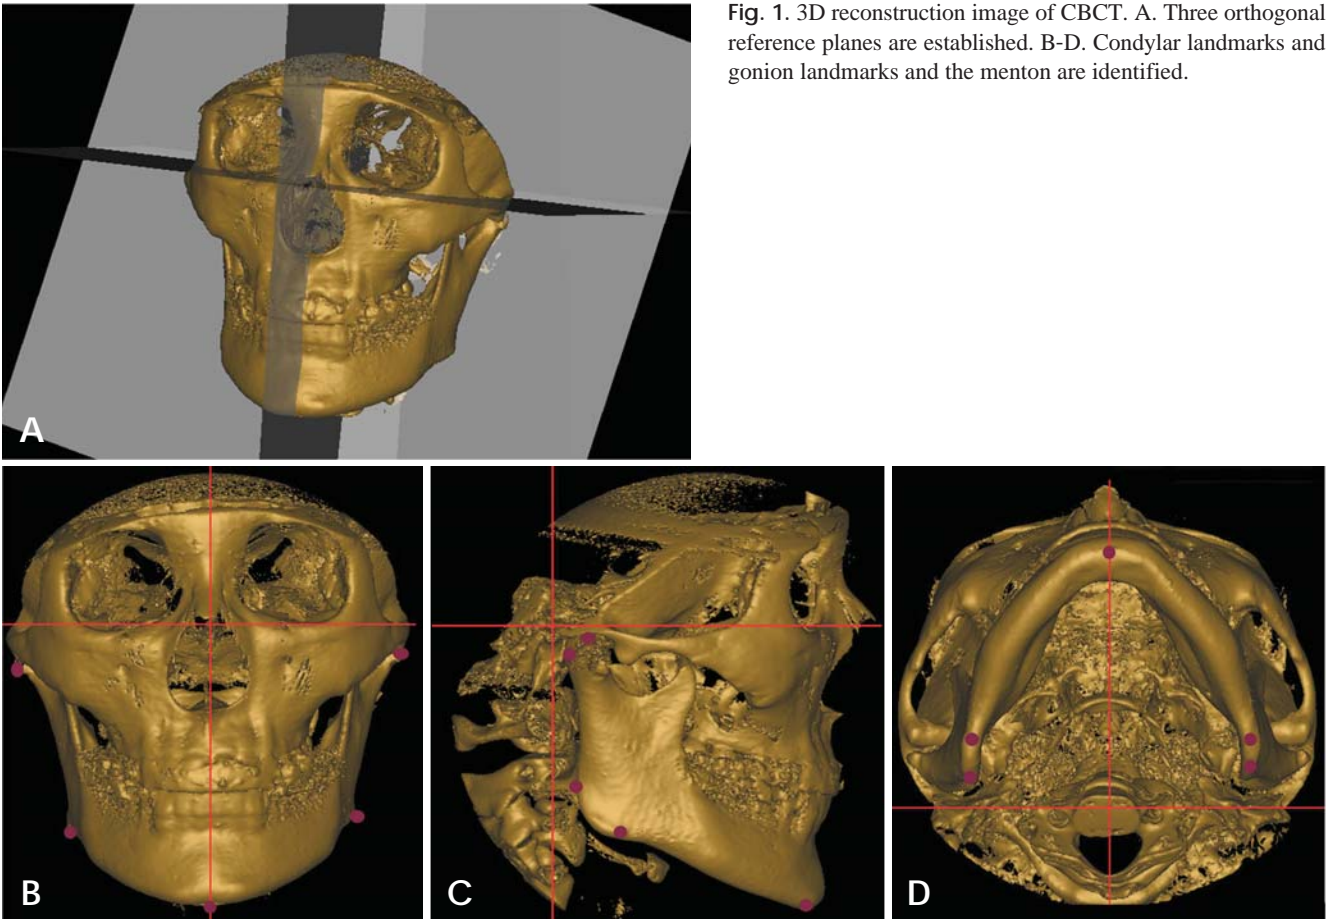 Fig. 1. 3D reconstruction image of CBCT. A. Three orthogonal
reference planes are established. B-D. Condylar landmarks and
gonion landmarks and the menton are identified.
A
B
C
D